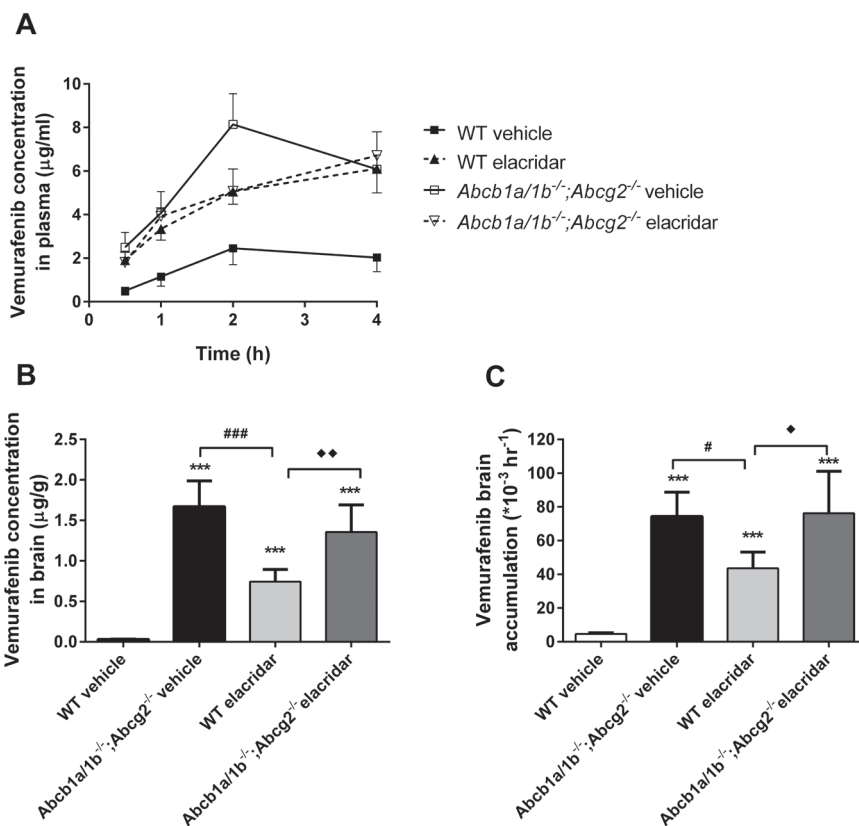 A
Vemurafenib concentration
in plasma (µg/ml)
10
8
6
4
2
0
0
1
2
3
4
Time (h)
WT vehicle
WT elacridar
Abcb1a/1b-/-;Abcg2-/- vehicle
Abcb1a/1b-/-;Abcg2-/- elacridar
B
Vemurafenib concentration
in brain (µg/g)
2.5
2.0
1.5
1.0
0.5
0.0
***
###
***
◆◆
***
WT vehicle
Abcb1a/1b-/-;Abcg2-/- vehicle
WT elacridar
Abcb1a/1b-/-;Abcg2-/- elacridar
C
Vemurafenib brain
accumulation (*10-3 hr-1)
120
100
80
60
40
20
0
***
#
***
◆
***
WT vehicle
Abcb1a/1b-/-;Abcg2-/- vehicle
WT elacridar
Abcb1a/1b-/-;Abcg2-/- elacridar